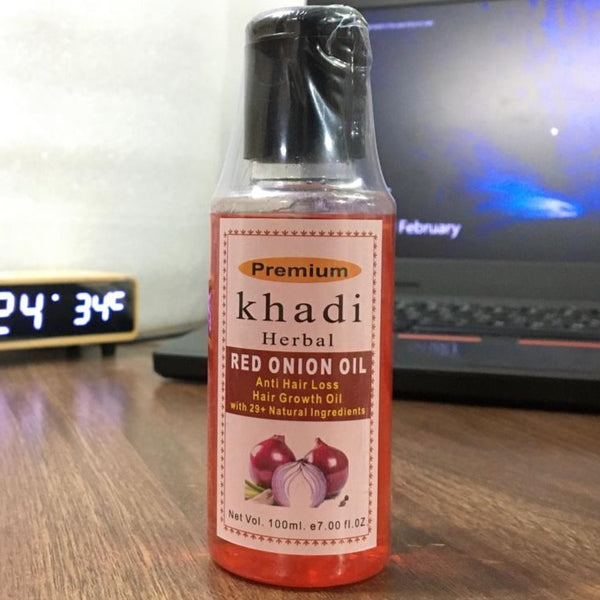 Premium
khadi
Herbal
RED ONION OIL
Anti Hair Loss
Hair Growth Oil
with 29+ Natural Ingredients
Net Vol. 100ml. e7.00 fl.OZ
February
24 34°C